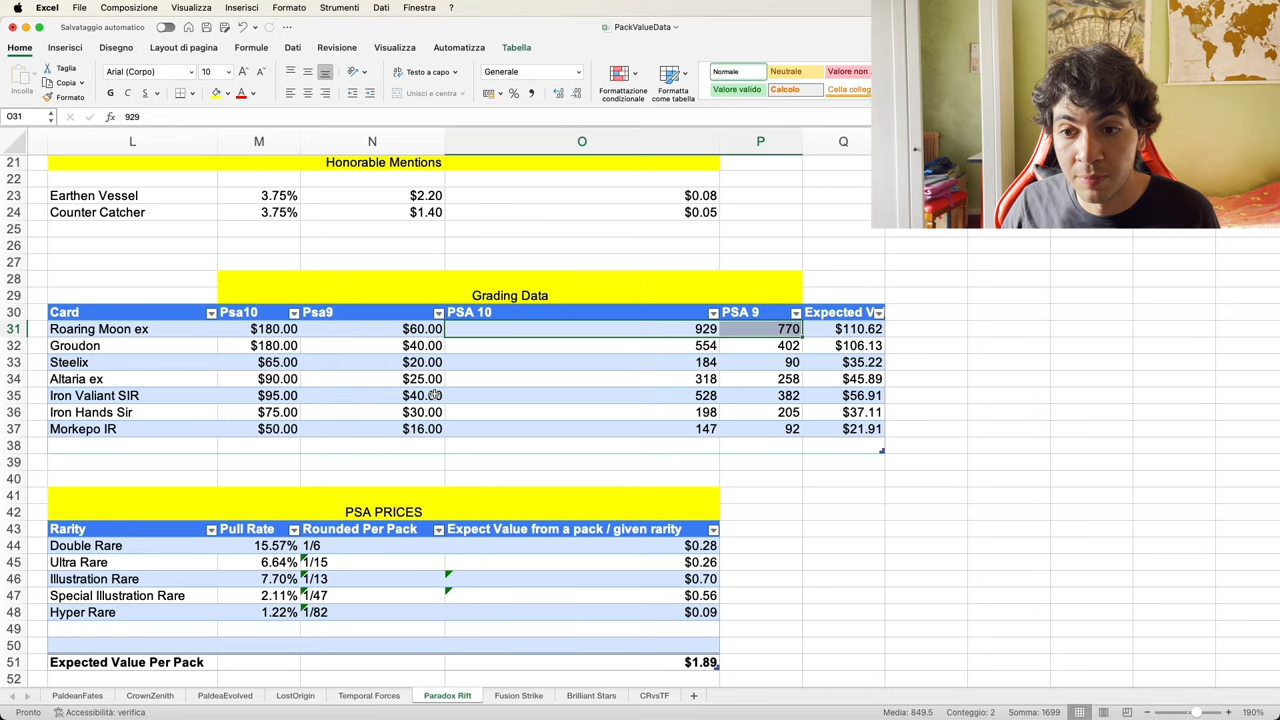 Excel File Composizione Visualizza Inserisci Formato Strumenti Dati Finestra ?
Salvataggio automatico PackValueData
Home Inserisci Disegno Layout di pagina Formule Dati Revisione Visualizza Automatizza Tabella
Incolla Taglia Copia Formato
Arial (Corpo) 10
G C S
Testo a capo
Unisci e centra
Generale
Formattazione condizionale
Formatta come tabella
Normale Neutrale Valore non
Valore valido Calcolo Cella colleg
O31 fx 929
L M N O P Q
21 Honorable Mentions
22
23 Earthen Vessel 3.75% $2.20 $0.08
24 Counter Catcher 3.75% $1.40 $0.05
25
26
27
28
29 Grading Data
30 Card Psa10 Psa9 PSA 10 PSA 9 Expected V
31 Roaring Moon ex $180.00 $60.00 929 770 $110.62
32 Groudon $180.00 $40.00 554 402 $106.13
33 Steelix $65.00 $20.00 184 90 $35.22
34 Altaria ex $90.00 $25.00 318 258 $45.89
35 Iron Valiant SIR $95.00 $40.00 528 382 $56.91
36 Iron Hands Sir $75.00 $30.00 198 205 $37.11
37 Morkepo IR $50.00 $16.00 147 92 $21.91
38
39
40
41
42 PSA PRICES
43 Rarity Pull Rate Rounded Per Pack Expect Value from a pack / given rarity
44 Double Rare 15.57% 1/6 $0.28
45 Ultra Rare 6.64% 1/15 $0.26
46 Illustration Rare 7.70% 1/13 $0.70
47 Special Illustration Rare 2.11% 1/47 $0.56
48 Hyper Rare 1.22% 1/82 $0.09
49
50
51 Expected Value Per Pack $1.89
52
PaldeanFates CrownZenith PaldeaEvolved LostOrigin Temporal Forces Paradox Rift Fusion Strike Brilliant Stars CRvsTF +
Pronto Accessibilità: verifica Media: 849.5 Conteggio: 2 Somma: 1699 190%